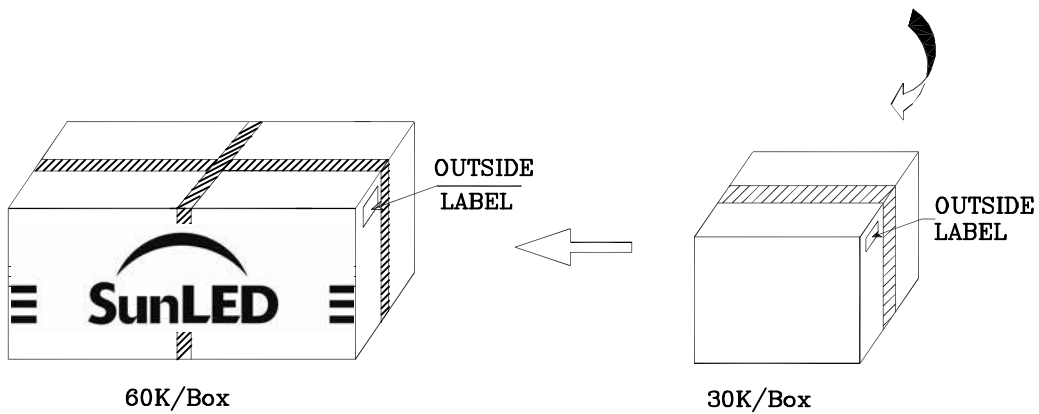 OUTSIDE
LABEL
OUTSIDE
LABEL
SunLED
60K/Box
30K/Box